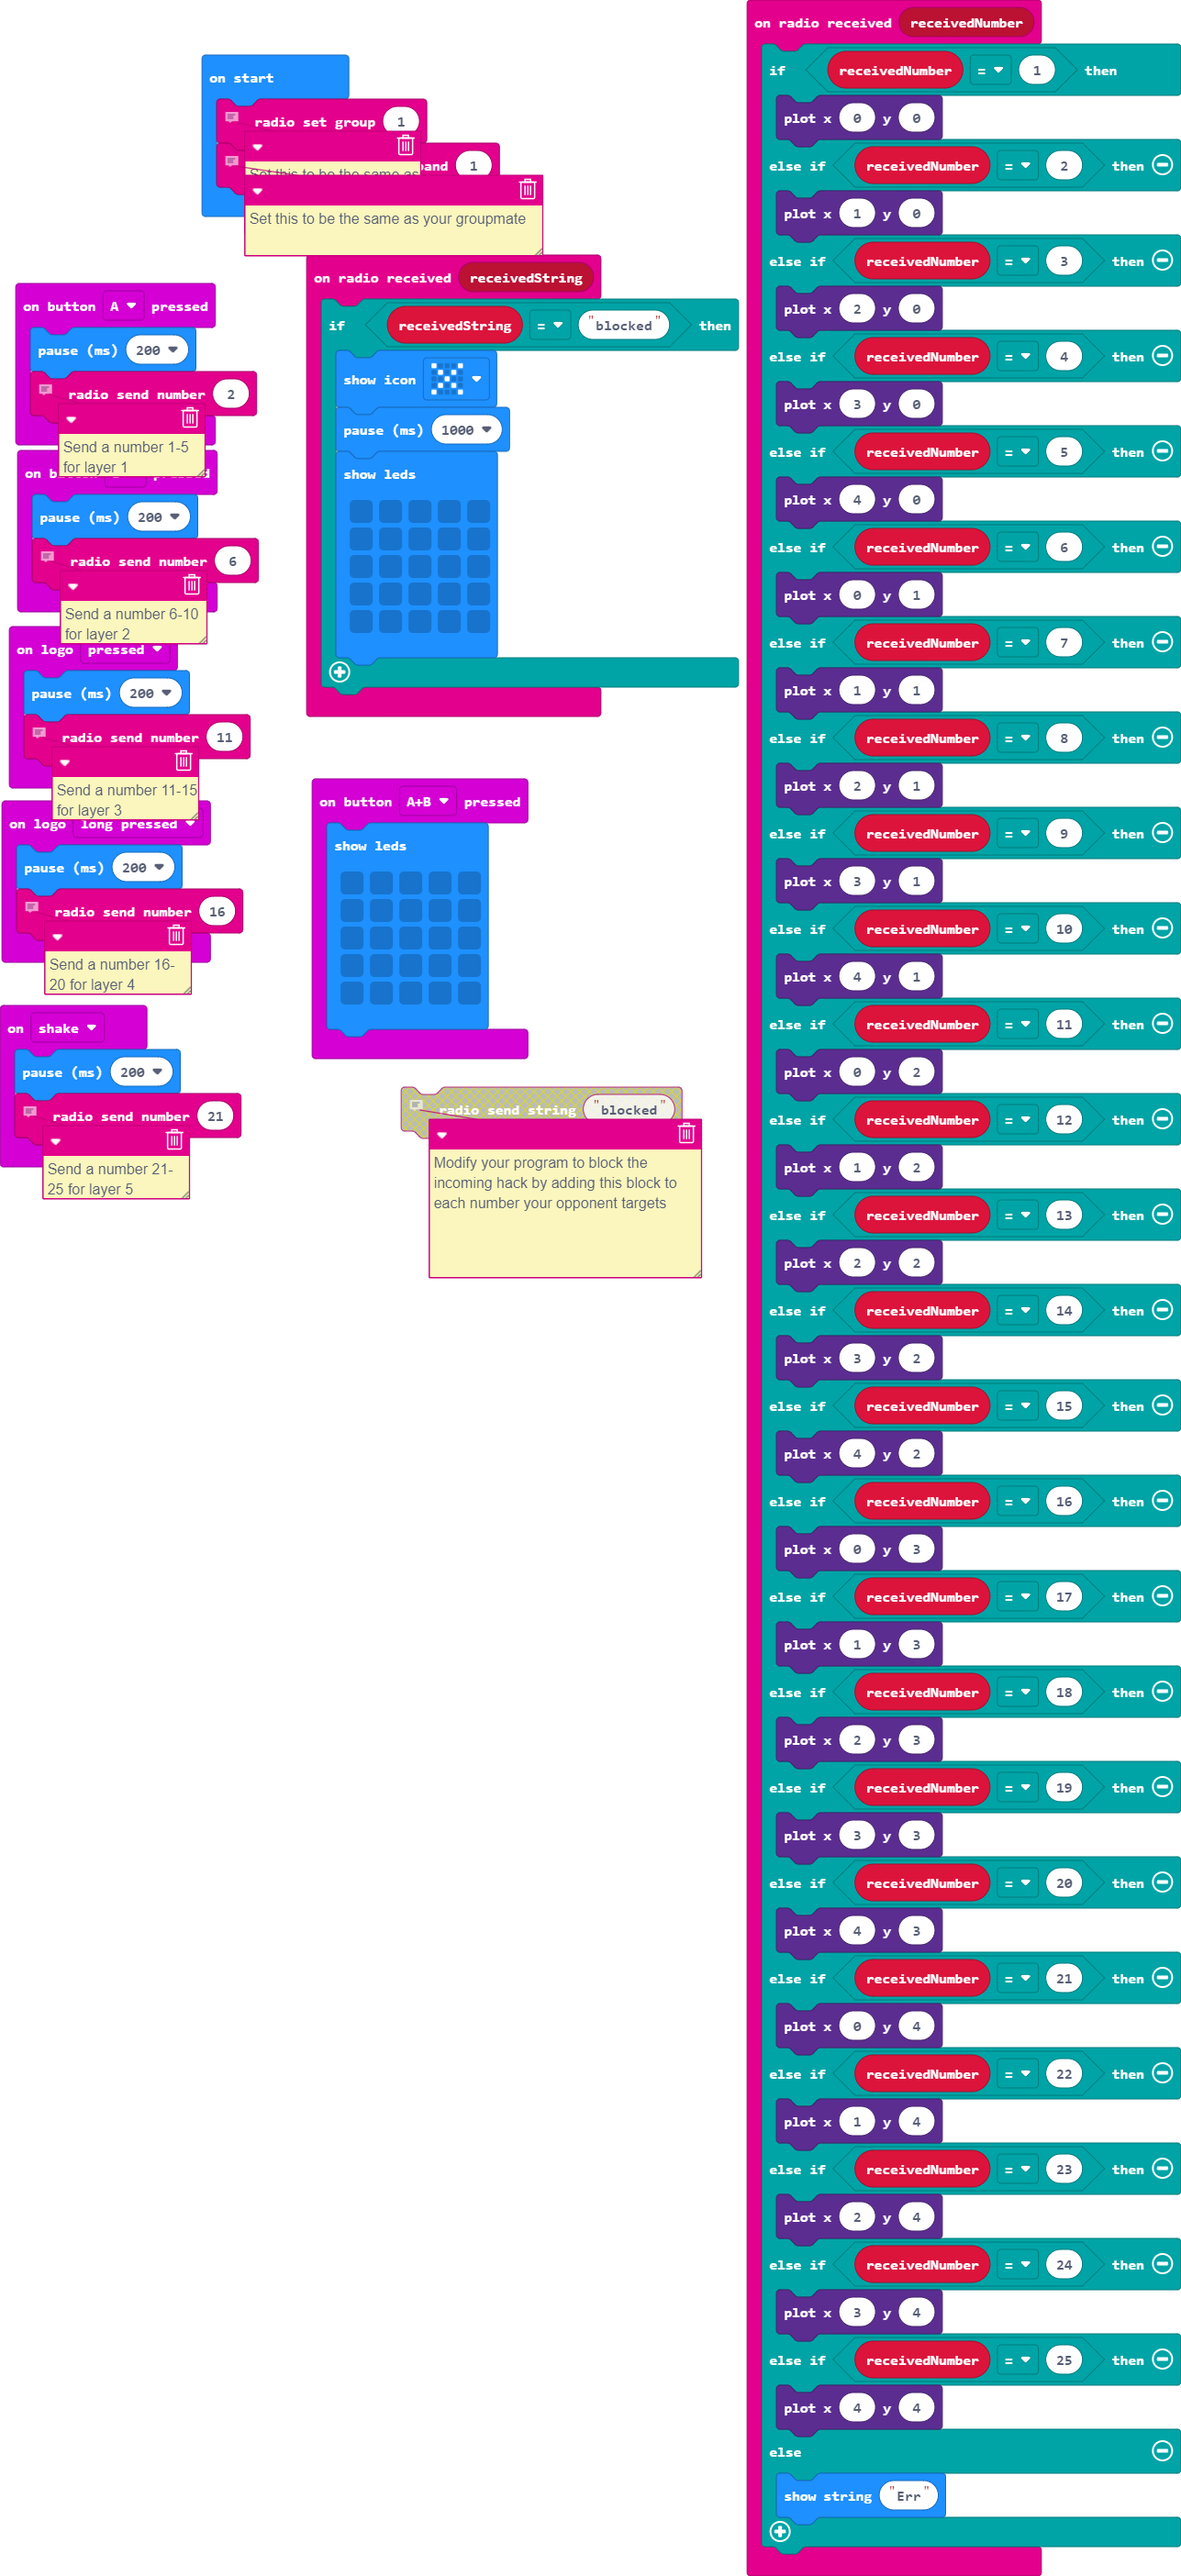 on start
radio set group 1
Set this to be the same as
band 1
Set this to be the same as your groupmate
on button A pressed
pause (ms) 200
radio send number 2
Send a number 1-5
for layer 1
on pressed
pause (ms) 200
radio send number 6
Send a number 6-10
for layer 2
on logo pressed
pause (ms) 200
radio send number 11
Send a number 11-15
for layer 3
on logo long pressed
pause (ms) 200
radio send number 16
Send a number 16-
20 for layer 4
on shake
pause (ms) 200
radio send number 21
Send a number 21-
25 for layer 5
on radio received receivedString
if receivedString = "blocked" then
show icon
pause (ms) 1000
show leds
on button A+B pressed
show leds
radio send string "blocked"
Modify your program to block the
incoming hack by adding this block to
each number your opponent targets
on radio received receivedNumber
if receivedNumber = 1 then
plot x 0 y 0
else if receivedNumber = 2 then
plot x 1 y 0
else if receivedNumber = 3 then
plot x 2 y 0
else if receivedNumber = 4 then
plot x 3 y 0
else if receivedNumber = 5 then
plot x 4 y 0
else if receivedNumber = 6 then
plot x 0 y 1
else if receivedNumber = 7 then
plot x 1 y 1
else if receivedNumber = 8 then
plot x 2 y 1
else if receivedNumber = 9 then
plot x 3 y 1
else if receivedNumber = 10 then
plot x 4 y 1
else if receivedNumber = 11 then
plot x 0 y 2
else if receivedNumber = 12 then
plot x 1 y 2
else if receivedNumber = 13 then
plot x 2 y 2
else if receivedNumber = 14 then
plot x 3 y 2
else if receivedNumber = 15 then
plot x 4 y 2
else if receivedNumber = 16 then
plot x 0 y 3
else if receivedNumber = 17 then
plot x 1 y 3
else if receivedNumber = 18 then
plot x 2 y 3
else if receivedNumber = 19 then
plot x 3 y 3
else if receivedNumber = 20 then
plot x 4 y 3
else if receivedNumber = 21 then
plot x 0 y 4
else if receivedNumber = 22 then
plot x 1 y 4
else if receivedNumber = 23 then
plot x 2 y 4
else if receivedNumber = 24 then
plot x 3 y 4
else if receivedNumber = 25 then
plot x 4 y 4
else
show string "Err"